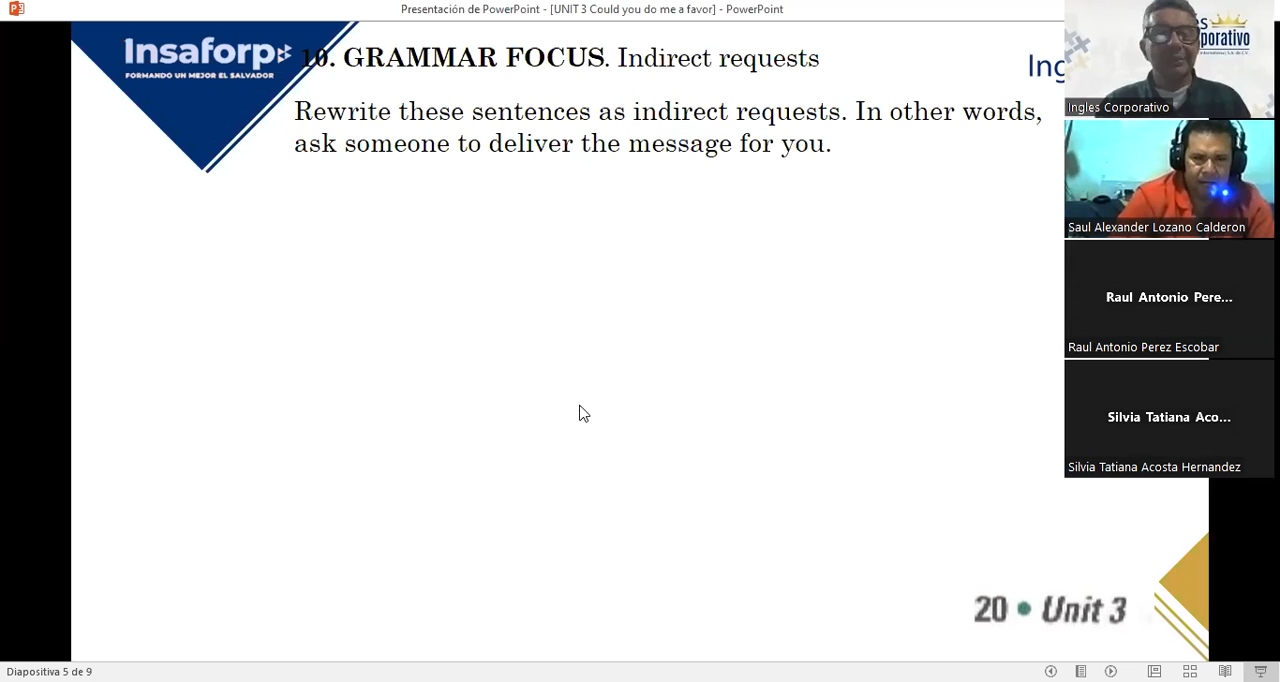 Presentación de PowerPoint - [UNIT 3 Could you do me a favor] - PowerPoint
Insaforp
FORMANDO UN MEJOR EL SALVADOR
10. GRAMMAR FOCUS. Indirect requests
Rewrite these sentences as indirect requests. In other words,
ask someone to deliver the message for you.
Ing
Ingles Corporativo
Saul Alexander Lozano Calderon
Raul Antonio Pere...
Raul Antonio Perez Escobar
Silvia Tatiana Aco...
Silvia Tatiana Acosta Hernandez
20 • Unit 3
Diapositiva 5 de 9